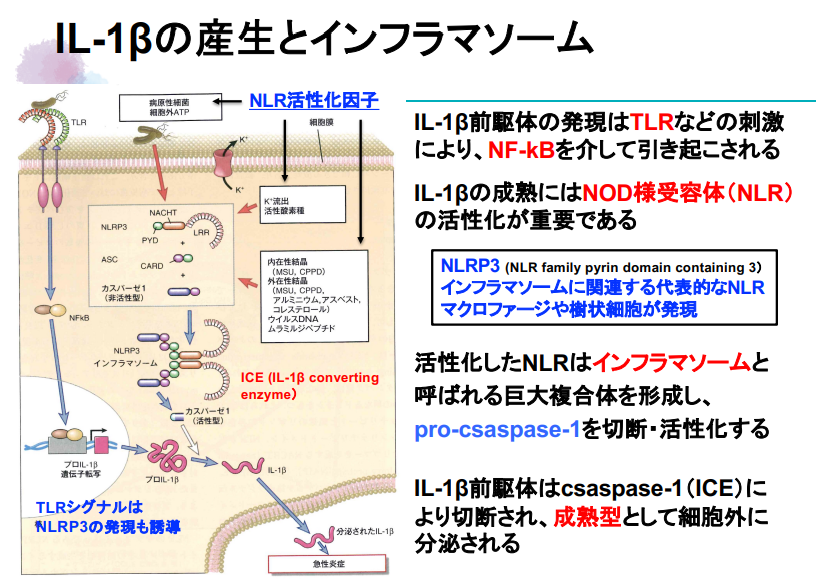 IL-1βの産生とインフラマソーム
TLR
病原性細菌
細胞外ATP
NLR活性化因子
細胞膜
K⁺
K⁺
K⁺流出
活性酸素種
NACHT
NLRP3
LRR
PYD
ASC
CARD
カスパーゼ1
(非活性型)
内在性結晶
(MSU, CPPD)
外在性結晶
(MSU, CPPD,
アルミニウム,アスベスト,
コレステロール)
ウイルスDNA
ムラミルジペプチド
NFkB
NLRP3
インフラマソーム
ICE (IL-1β converting
enzyme)
カスパーゼ1
(活性型)
プロIL-1β
遺伝子転写
プロIL-1β
IL-1β
TLRシグナルは
NLRP3の発現も誘導
分泌されたIL-1β
急性炎症
IL-1β前駆体の発現はTLRなどの刺激
により、NF-kBを介して引き起こされる
IL-1βの成熟にはNOD様受容体(NLR)
の活性化が重要である
NLRP3 (NLR family pyrin domain containing 3)
インフラマソームに関連する代表的なNLR
マクロファージや樹状細胞が発現
活性化したNLRはインフラマソームと
呼ばれる巨大複合体を形成し、
pro-csaspase-1を切断・活性化する
IL-1β前駆体はcsaspase-1(ICE)に
より切断され、成熟型として細胞外に
分泌される